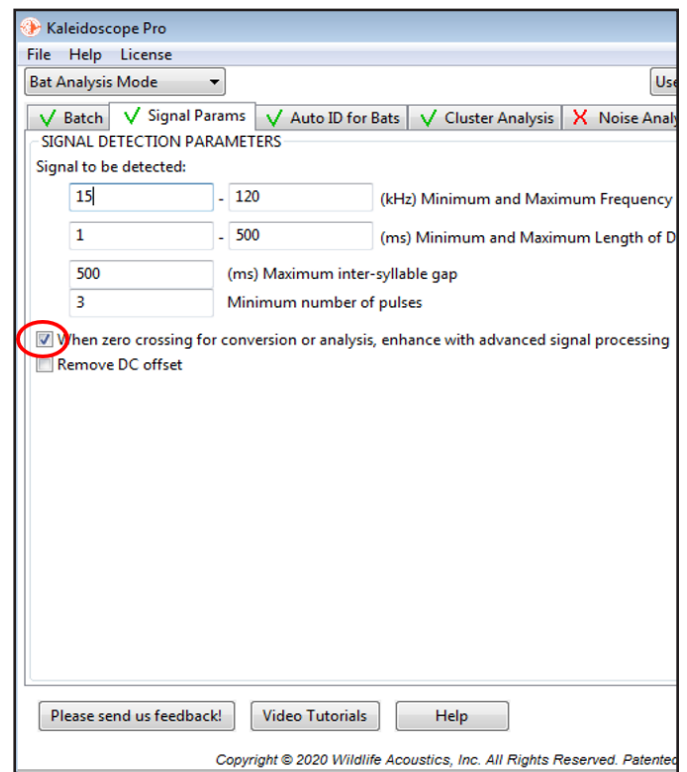 Kaleidoscope Pro
File Help License
Bat Analysis Mode Use
Batch Signal Params Auto ID for Bats Cluster Analysis Noise Analy
SIGNAL DETECTION PARAMETERS
Signal to be detected:
15 - 120 (kHz) Minimum and Maximum Frequency
1 - 500 (ms) Minimum and Maximum Length of D
500 (ms) Maximum inter-syllable gap
3 Minimum number of pulses
When zero crossing for conversion or analysis, enhance with advanced signal processing
Remove DC offset
Please send us feedback! Video Tutorials Help
Copyright © 2020 Wildlife Acoustics, Inc. All Rights Reserved. Patented